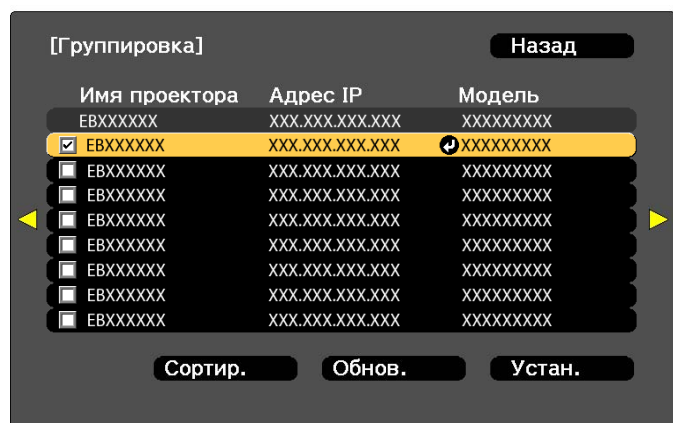 [Группировка] Назад
Имя проектора Адрес IP Модель
EBXXXXXX XXX.XXX.XXX.XXX XXXXXXXXX
EBXXXXXX XXX.XXX.XXX.XXX XXXXXXXXX
EBXXXXXX XXX.XXX.XXX.XXX XXXXXXXXX
EBXXXXXX XXX.XXX.XXX.XXX XXXXXXXXX
EBXXXXXX XXX.XXX.XXX.XXX XXXXXXXXX
EBXXXXXX XXX.XXX.XXX.XXX XXXXXXXXX
EBXXXXXX XXX.XXX.XXX.XXX XXXXXXXXX
EBXXXXXX XXX.XXX.XXX.XXX XXXXXXXXX
EBXXXXXX XXX.XXX.XXX.XXX XXXXXXXXX
Сортир. Обнов. Устан.